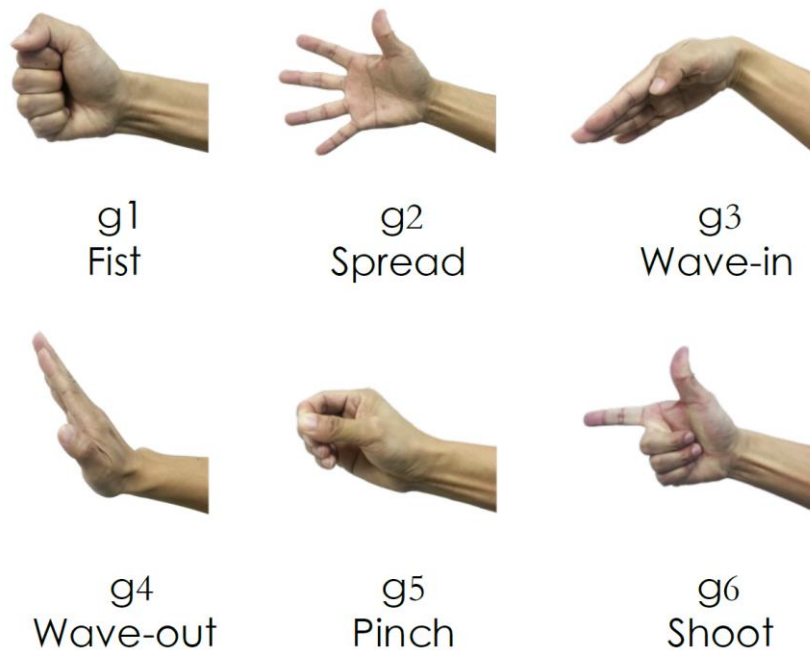 g1
Fist
g2
Spread
g3
Wave-in
g4
Wave-out
g5
Pinch
g6
Shoot